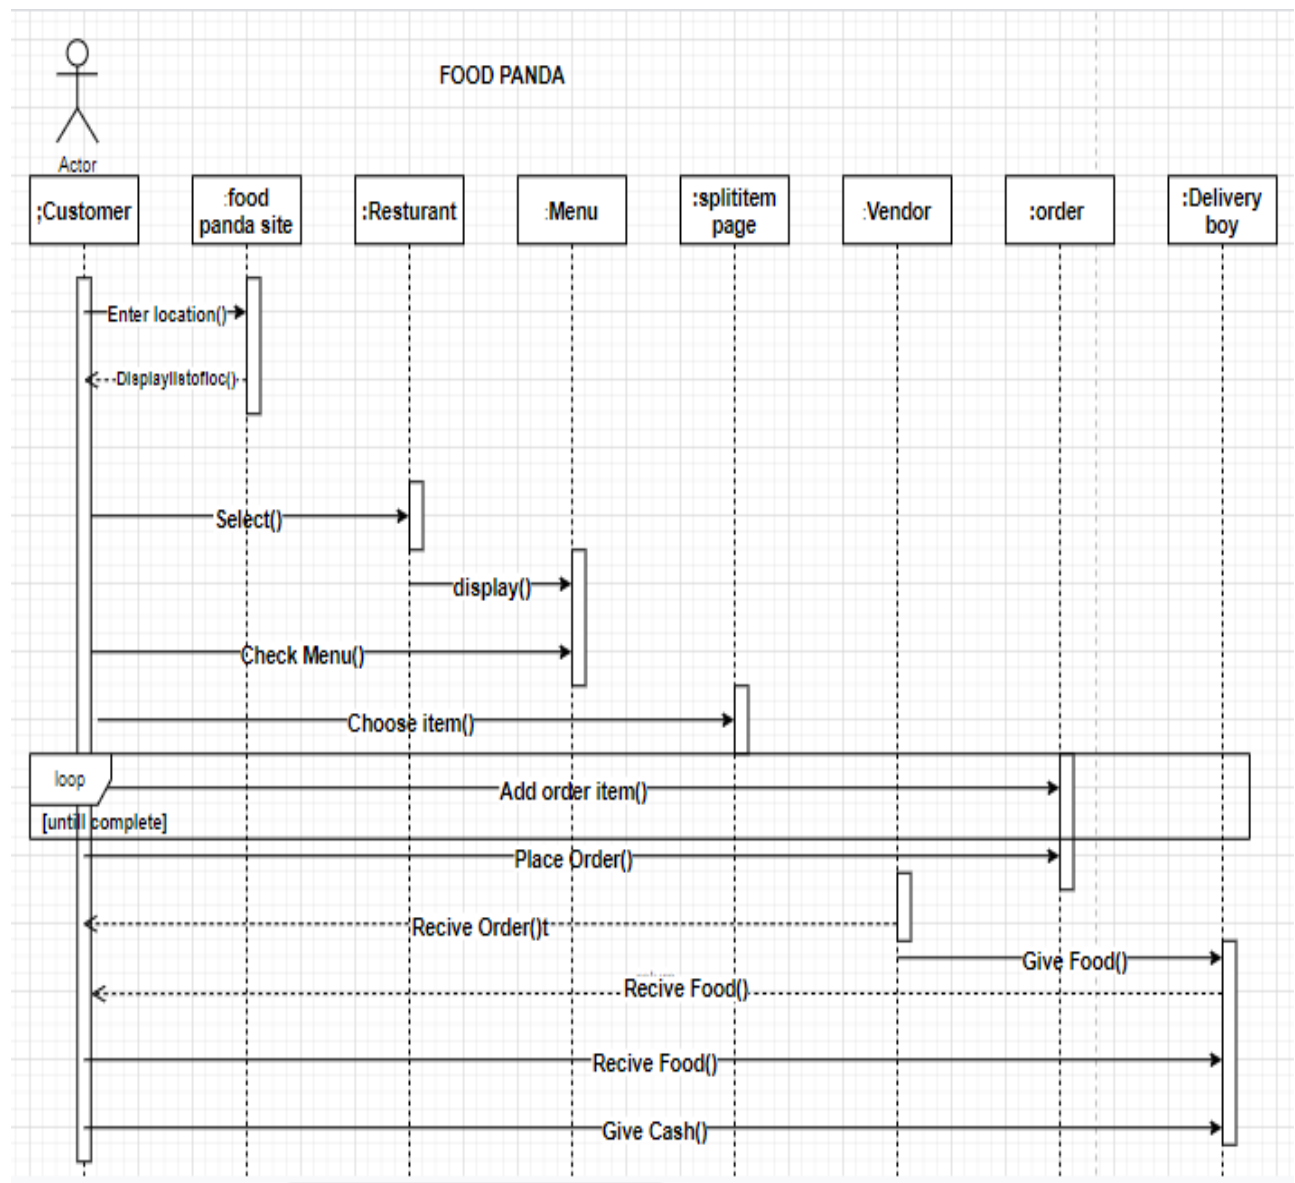 FOOD PANDA
Actor
;Customer
:food
panda site
:Resturant
:Menu
:splititem
page
:Vendor
:order
:Delivery
boy
Enter location()
Displaylistofloc()
Select()
display()
Check Menu()
Choose item()
loop
Add order item()
[untill complete]
Place Order()
Recive Order()t
Give Food()
Recive Food()
Recive Food()
Give Cash()